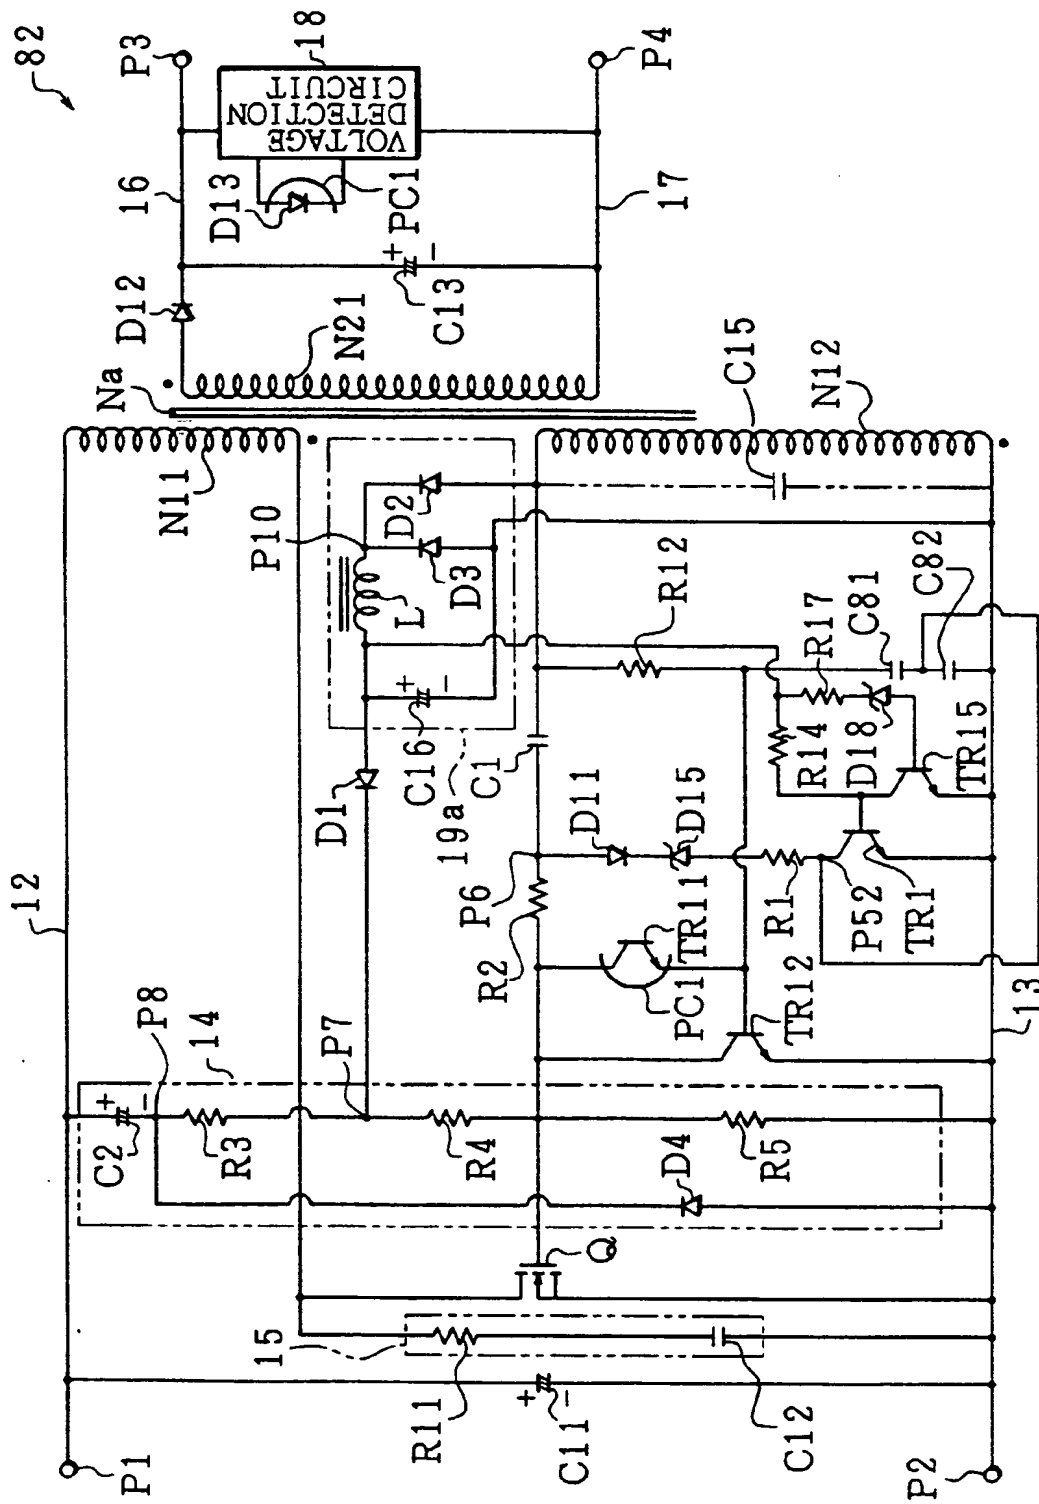 82
P3
18
VOLTAGE
DETECTION
CIRCUIT
P4
16
D13
PC1
17
D12
+
−
C13
N21
Na
C15
N12
N11
P10
D2
D3
L
R12
C82
C81
R17
+
−
C16
19a
C1
R14
D18
TR15
D1
D11
D15
P6
R1
P52
TR1
12
R2
TR11
PC1
TR12
13
P8
14
P7
+
−
C2
R3
R4
R5
D4
Q
15
R11
+
−
C11
C12
P1
P2